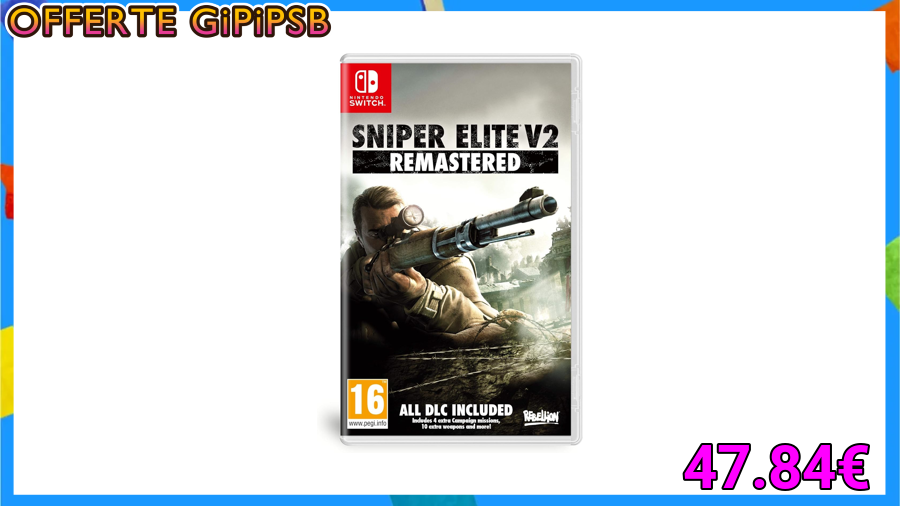 OFFERTE GiPiPSB
NINTENDO
SWITCH.
SNIPER ELITE V2
REMASTERED
16
www.pegi.info
ALL DLC INCLUDED
Includes 4 extra Campaign missions,
10 extra weapons and more!
REBELLION
47.84€